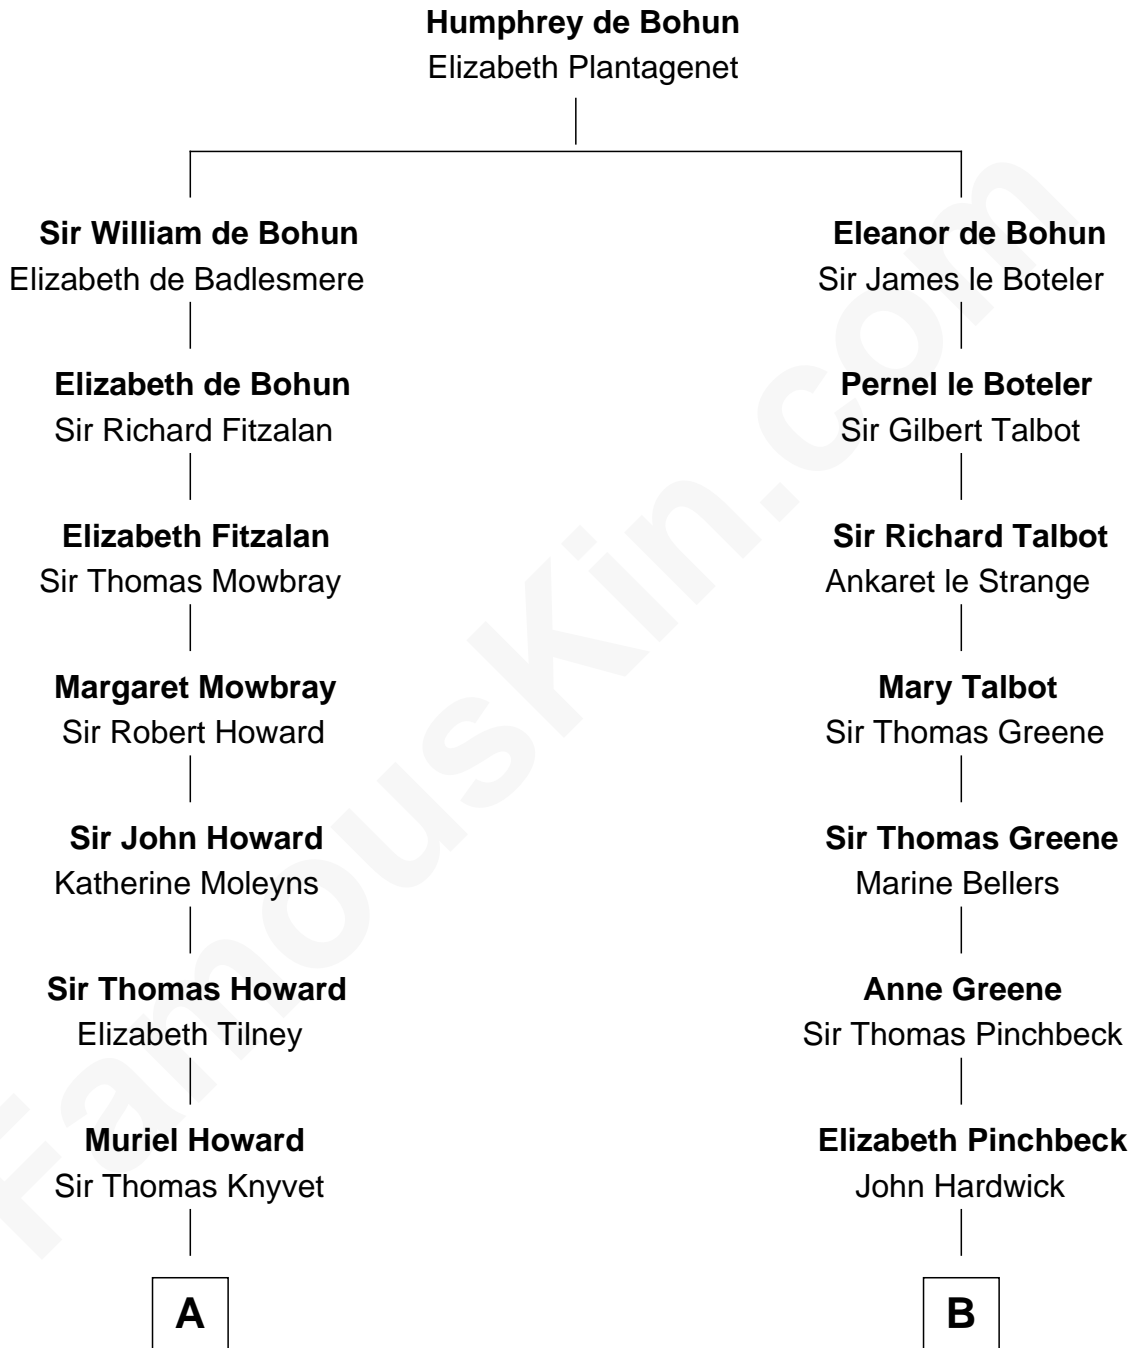 Humphrey de Bohun
Elizabeth Plantagenet
Sir William de Bohun
Elizabeth de Badlesmere
Eleanor de Bohun
Sir James le Boteler
Elizabeth de Bohun
Sir Richard Fitzalan
Pernel le Boteler
Sir Gilbert Talbot
Elizabeth Fitzalan
Sir Thomas Mowbray
Sir Richard Talbot
Ankaret le Strange
Margaret Mowbray
Sir Robert Howard
Mary Talbot
Sir Thomas Greene
Sir John Howard
Katherine Moleyns
Sir Thomas Greene
Marine Bellers
Sir Thomas Howard
Elizabeth Tilney
Anne Greene
Sir Thomas Pinchbeck
Muriel Howard
Sir Thomas Knyvet
Elizabeth Pinchbeck
John Hardwick
A
B
FamousKin.com